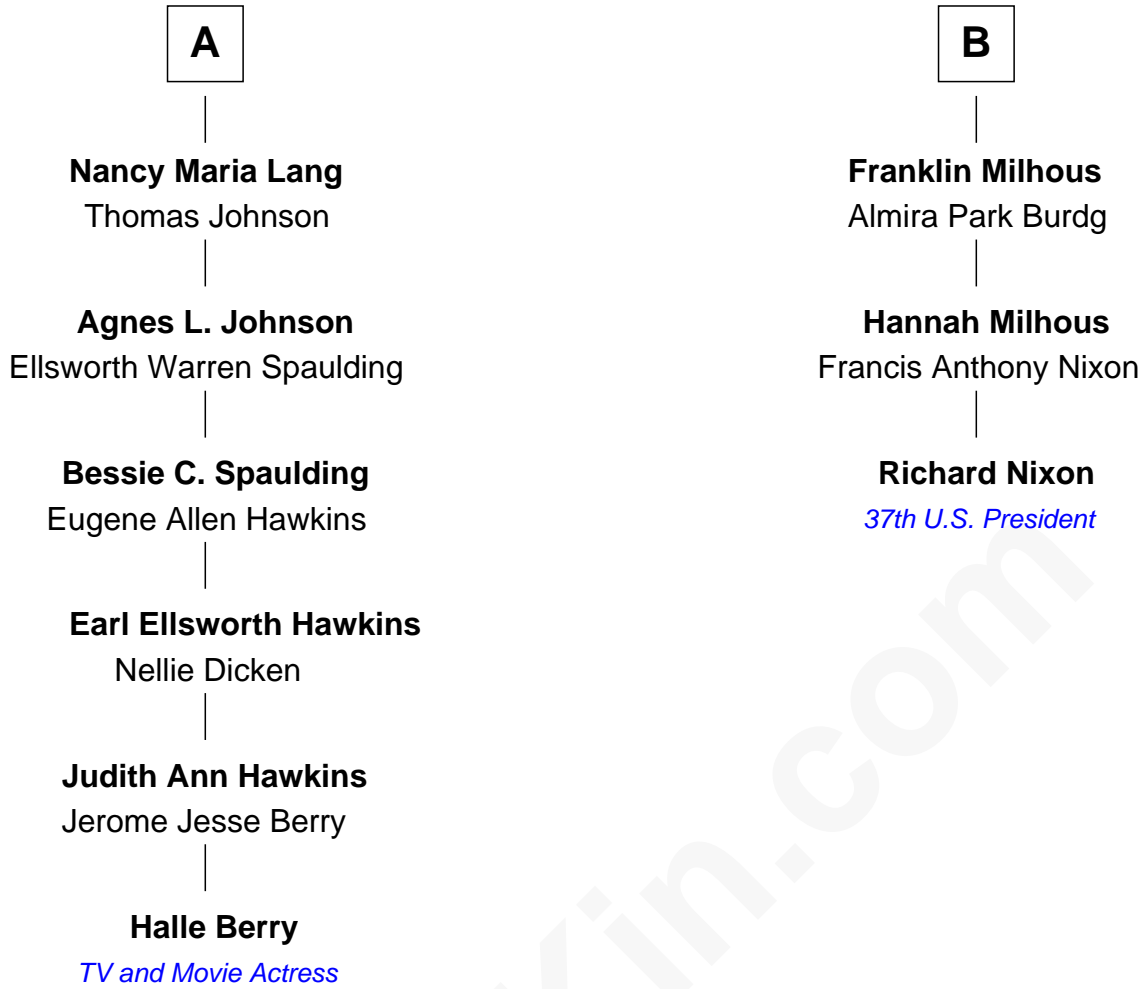 A
Nancy Maria Lang
Thomas Johnson
Agnes L. Johnson
Ellsworth Warren Spaulding
Bessie C. Spaulding
Eugene Allen Hawkins
Earl Ellsworth Hawkins
Nellie Dicken
Judith Ann Hawkins
Jerome Jesse Berry
Halle Berry
TV and Movie Actress
B
Franklin Milhous
Almira Park Burdg
Hannah Milhous
Francis Anthony Nixon
Richard Nixon
37th U.S. President
Kin.com